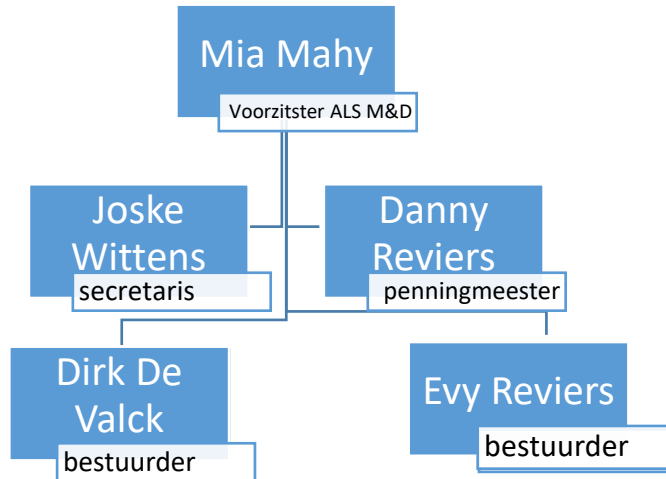 Mia Mahy
Voorzitster ALS M&D
Joske
Wittens
secretaris
Danny
Reviers
penningmeester
Dirk De
Valck
bestuurder
Evy Reviers
bestuurder